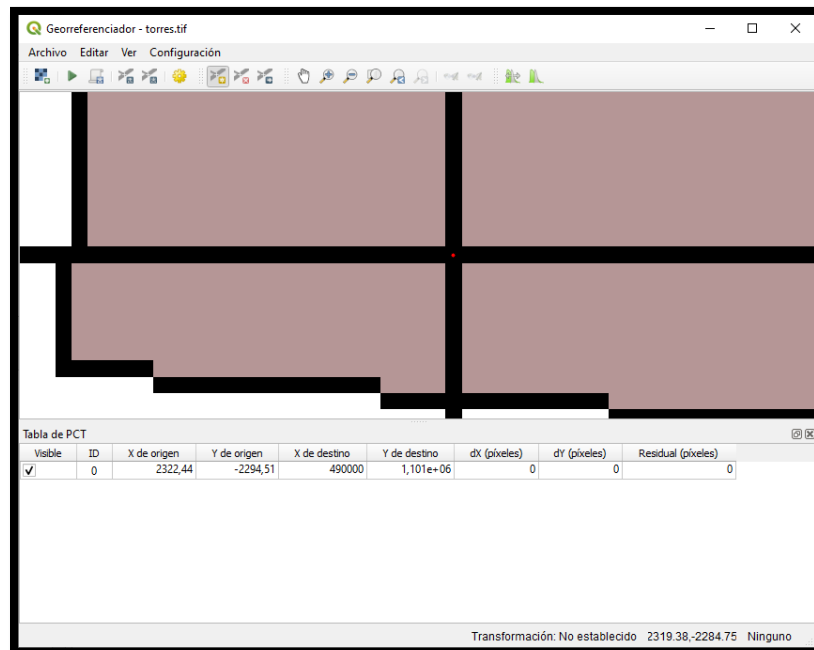 Georreferenciador - torres.tif
Archivo Editar Ver Configuración
Tabla de PCT
Visible ID X de origen Y de origen X de destino Y de destino dX (píxeles) dY (píxeles) Residual (píxeles)
0 2322,44 -2294,51 490000 1,101e+06 0 0 0
Transformación: No establecido 2319.38,-2284.75 Ninguno